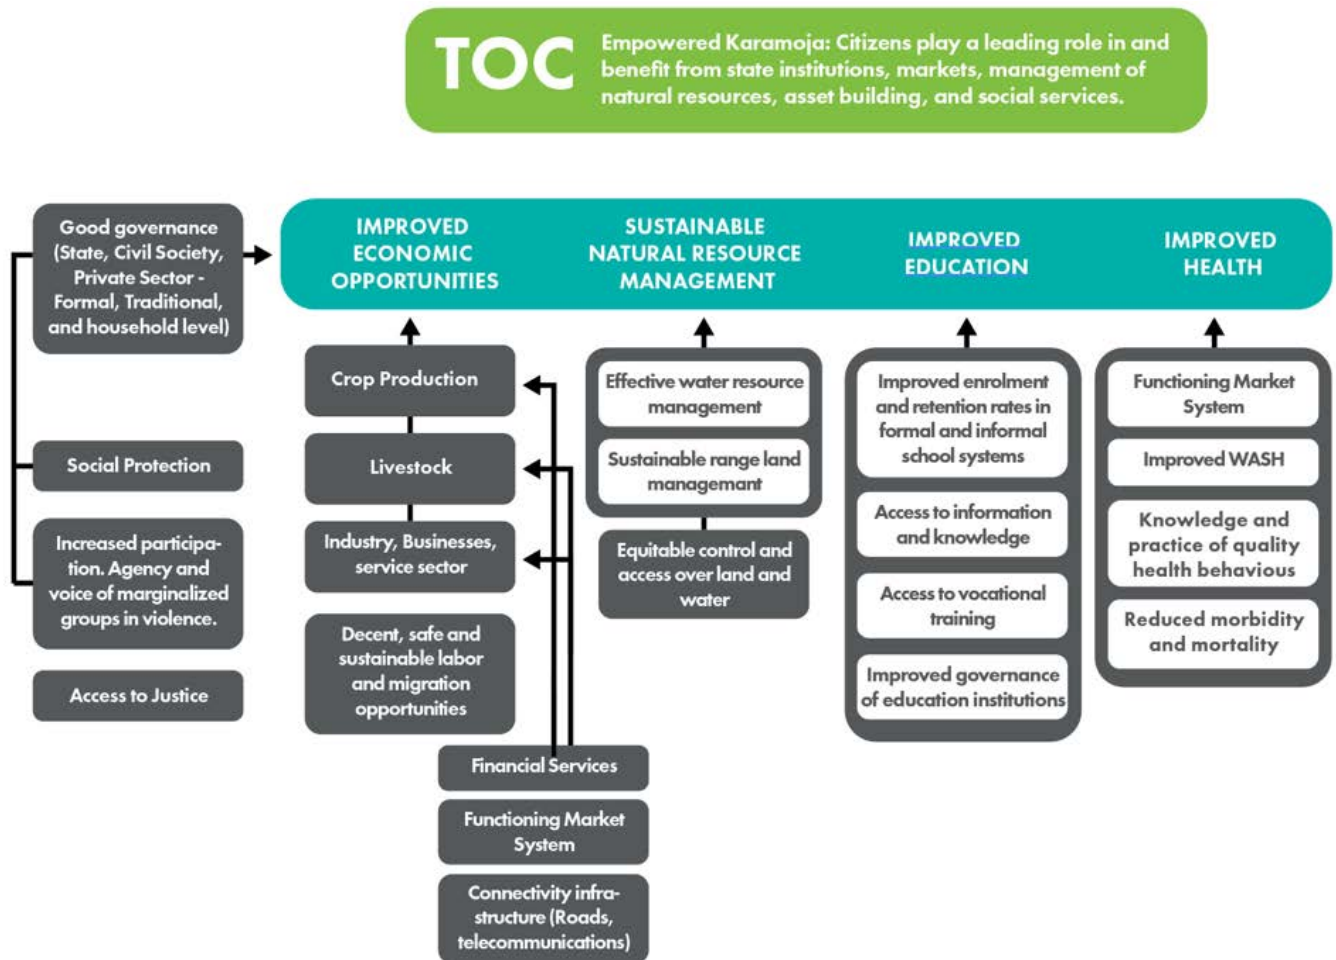 TOC
Empowered Karamoja: Citizens play a leading role in and
benefit from state institutions, markets, management of
natural resources, asset building, and social services.
Good governance
(State, Civil Society,
Private Sector -
Formal, Traditional,
and household level)
Social Protection
Increased participa-
tion. Agency and
voice of marginalized
groups in violence.
Access to Justice
IMPROVED
ECONOMIC
OPPORTUNITIES
Crop Production
Livestock
Industry, Businesses,
service sector
Decent, safe and
sustainable labor
and migration
opportunities
Financial Services
Functioning Market
System
Connectivity infra-
structure (Roads,
telecommunications)
SUSTAINABLE
NATURAL RESOURCE
MANAGEMENT
Effective water resource
management
Sustainable range land
managemant
Equitable control and
access over land and
water
IMPROVED
EDUCATION
Improved enrolment
and retention rates in
formal and informal
school systems
Access to information
and knowledge
Access to vocational
training
Improved governance
of education institutions
IMPROVED
HEALTH
Functioning Market
System
Improved WASH
Knowledge and
practice of quality
health behavious
Reduced morbidity
and mortality